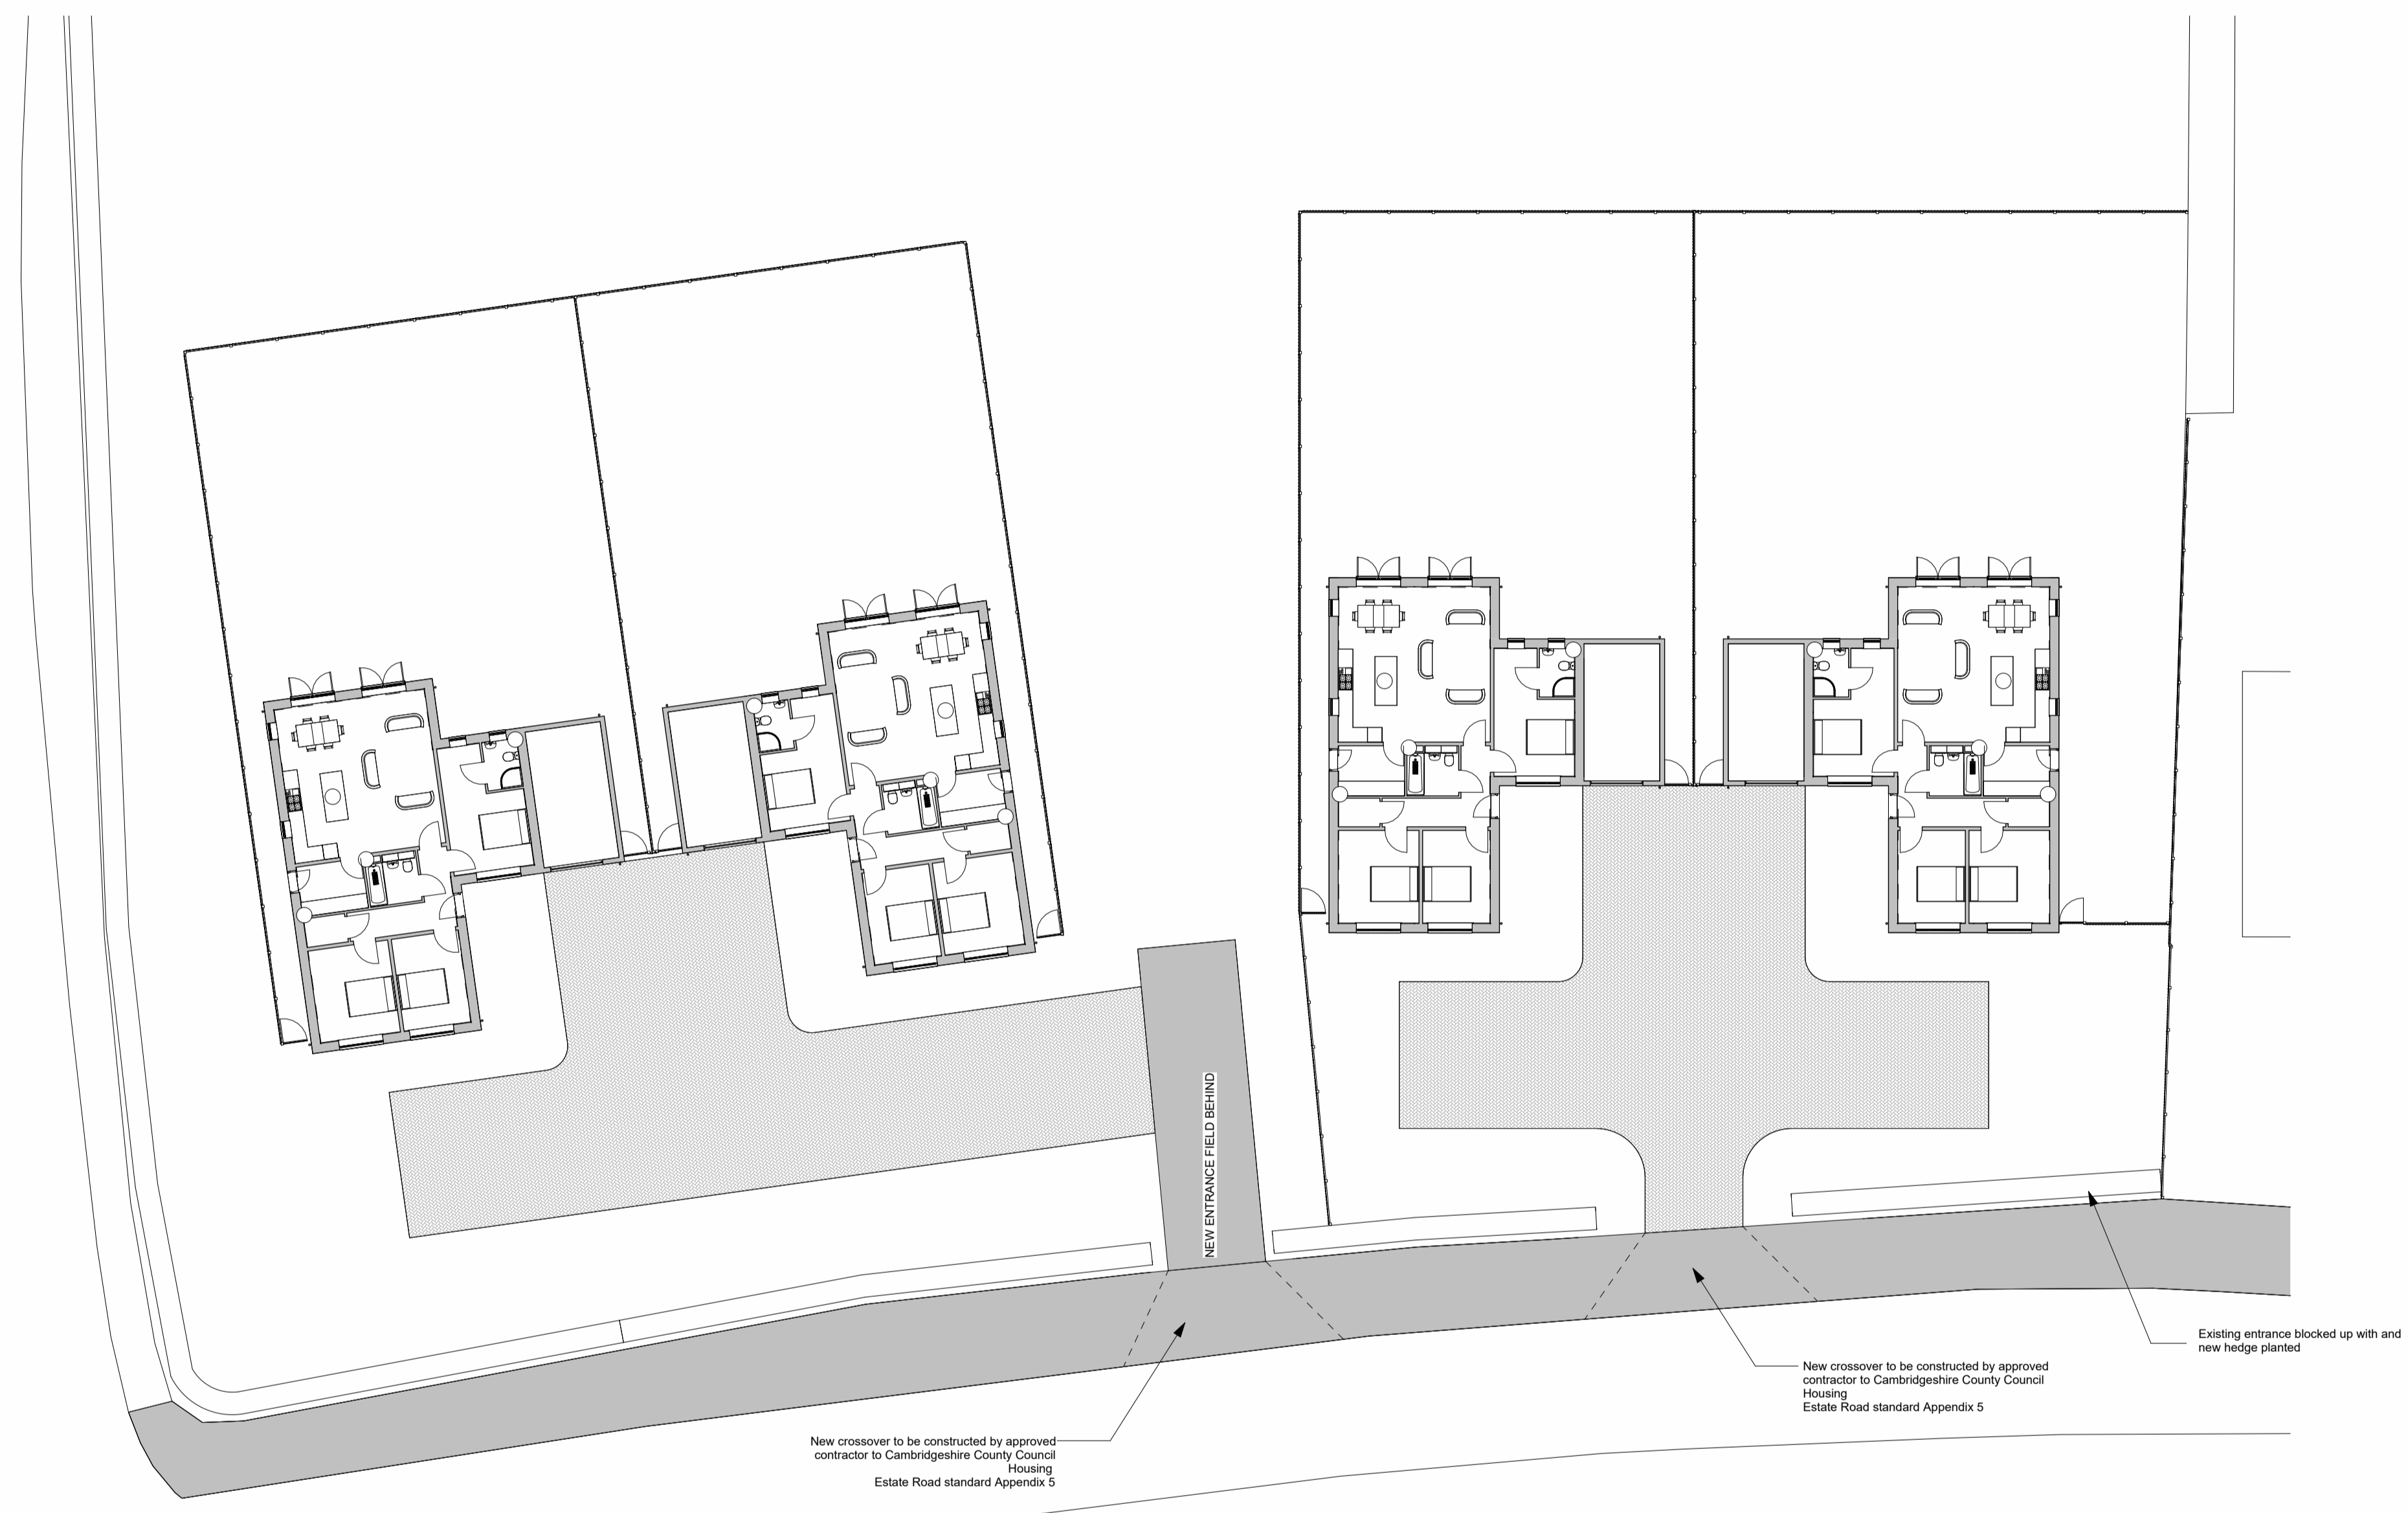 NEW ENTRANCE FIELD BEHIND
Existing entrance blocked up with and
new hedge planted
New crossover to be constructed by approved
contractor to Cambridgeshire County Council
Housing
Estate Road standard Appendix 5
New crossover to be constructed by approved
contractor to Cambridgeshire County Council
Housing
Estate Road standard Appendix 5